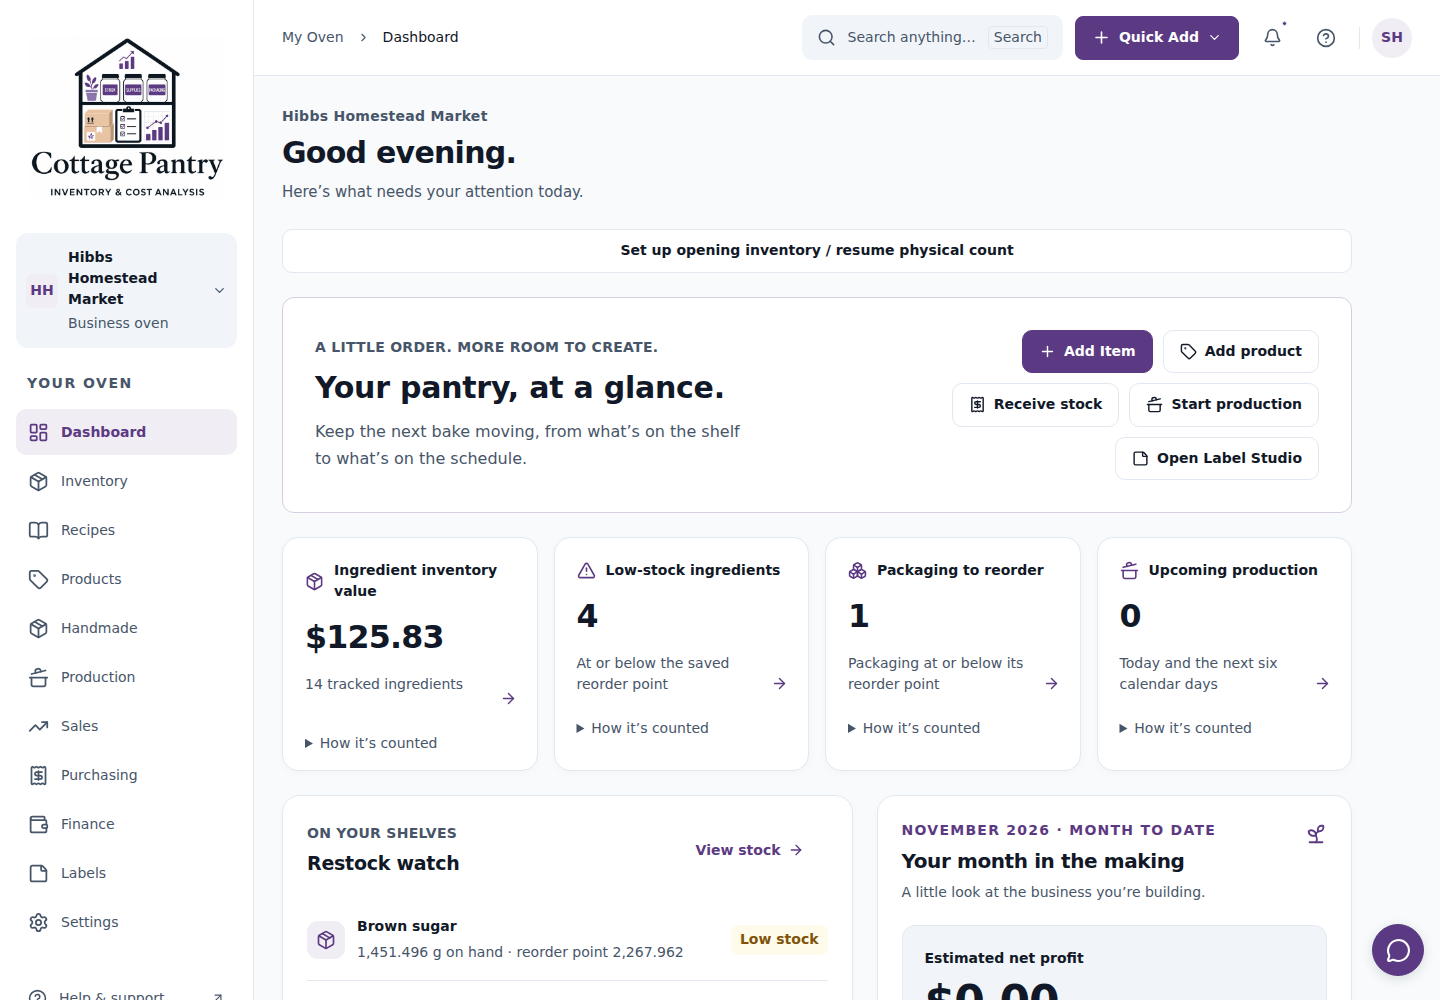 Cottage Pantry
INVENTORY & COST ANALYSIS
HH
Hibbs
Homestead
Market
Business oven
YOUR OVEN
Dashboard
Inventory
Recipes
Products
Handmade
Production
Sales
Purchasing
Finance
Labels
Settings
Help & support
My Oven > Dashboard
Search anything… Search
Quick Add
SH
Hibbs Homestead Market
Good evening.
Here’s what needs your attention today.
Set up opening inventory / resume physical count
A LITTLE ORDER. MORE ROOM TO CREATE.
Your pantry, at a glance.
Keep the next bake moving, from what’s on the shelf
to what’s on the schedule.
Add Item
Add product
Receive stock
Start production
Open Label Studio
Ingredient inventory
value
$125.83
14 tracked ingredients
How it’s counted
Low-stock ingredients
4
At or below the saved
reorder point
How it’s counted
Packaging to reorder
1
Packaging at or below its
reorder point
How it’s counted
Upcoming production
0
Today and the next six
calendar days
How it’s counted
ON YOUR SHELVES
Restock watch
View stock
Brown sugar
1,451.496 g on hand · reorder point 2,267.962
Low stock
NOVEMBER 2026 · MONTH TO DATE
Your month in the making
A little look at the business you’re building.
Estimated net profit
$0.00